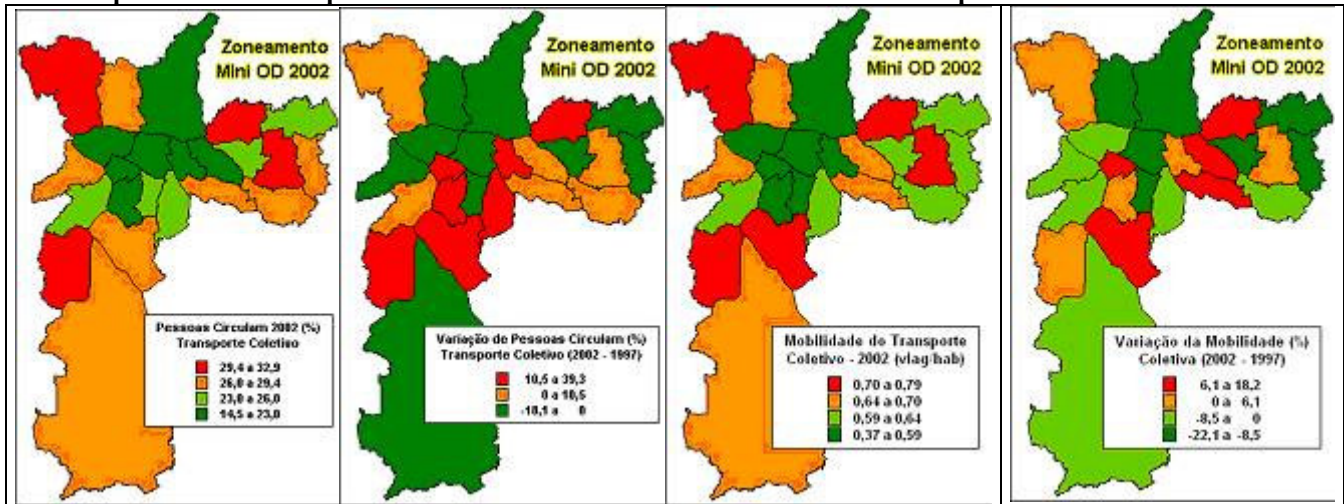 Zoneamento
Mini OD 2002
Pessoas Circulam 2002 (%)
Transporte Coletivo
29,4 a 32,9
26,0 a 29,4
23,0 a 26,0
14,5 a 23,0
Zoneamento
Mini OD 2002
Variação de Pessoas Circulam (%)
Transporte Coletivo (2002 - 1997)
10,5 a 39,3
0 a 10,5
-18,1 a 0
Zoneamento
Mini OD 2002
Mobilidade do Transporte
Coletivo - 2002 (viag/hab)
0,70 a 0,79
0,64 a 0,70
0,59 a 0,64
0,37 a 0,59
Zoneamento
Mini OD 2002
Variação da Mobilidade (%)
Coletiva (2002 - 1997)
6,1 a 18,2
0 a 6,1
-8,5 a 0
-22,1 a -8,5